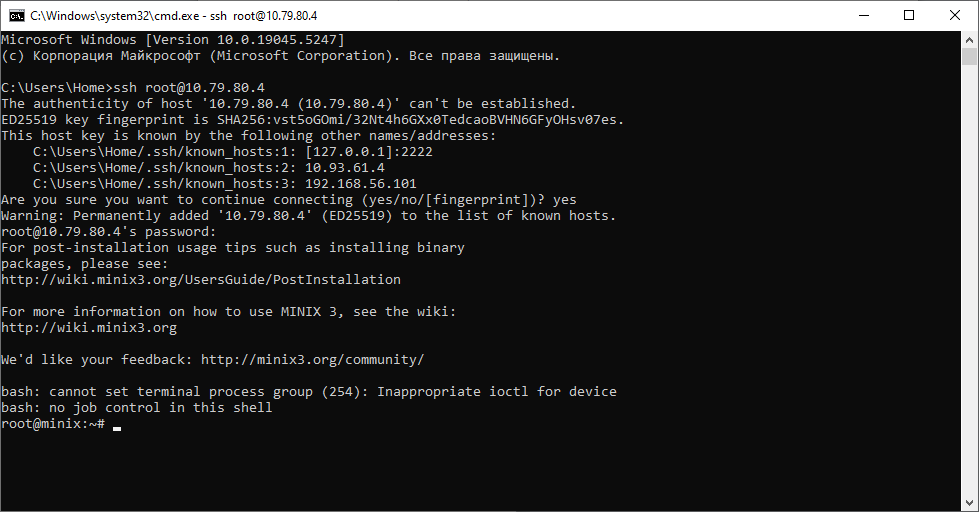 C:\Windows\system32\cmd.exe - ssh  root@10.79.80.4
Microsoft Windows [Version 10.0.19045.5247]
(c) Корпорация Майкрософт (Microsoft Corporation). Все права защищены.
C:\Users\Home>ssh root@10.79.80.4
The authenticity of host '10.79.80.4 (10.79.80.4)' can't be established.
ED25519 key fingerprint is SHA256:vst5oGOmi/32Nt4h6GXx0TedcaoBVHN6GFyOHsv07es.
This host key is known by the following other names/addresses:
    C:\Users\Home/.ssh/known_hosts:1: [127.0.0.1]:2222
    C:\Users\Home/.ssh/known_hosts:2: 10.93.61.4
    C:\Users\Home/.ssh/known_hosts:3: 192.168.56.101
Are you sure you want to continue connecting (yes/no/[fingerprint])? yes
Warning: Permanently added '10.79.80.4' (ED25519) to the list of known hosts.
root@10.79.80.4's password:
For post-installation usage tips such as installing binary
packages, please see:
http://wiki.minix3.org/UsersGuide/PostInstallation
For more information on how to use MINIX 3, see the wiki:
http://wiki.minix3.org
We'd like your feedback: http://minix3.org/community/
bash: cannot set terminal process group (254): Inappropriate ioctl for device
bash: no job control in this shell
root@minix:~#